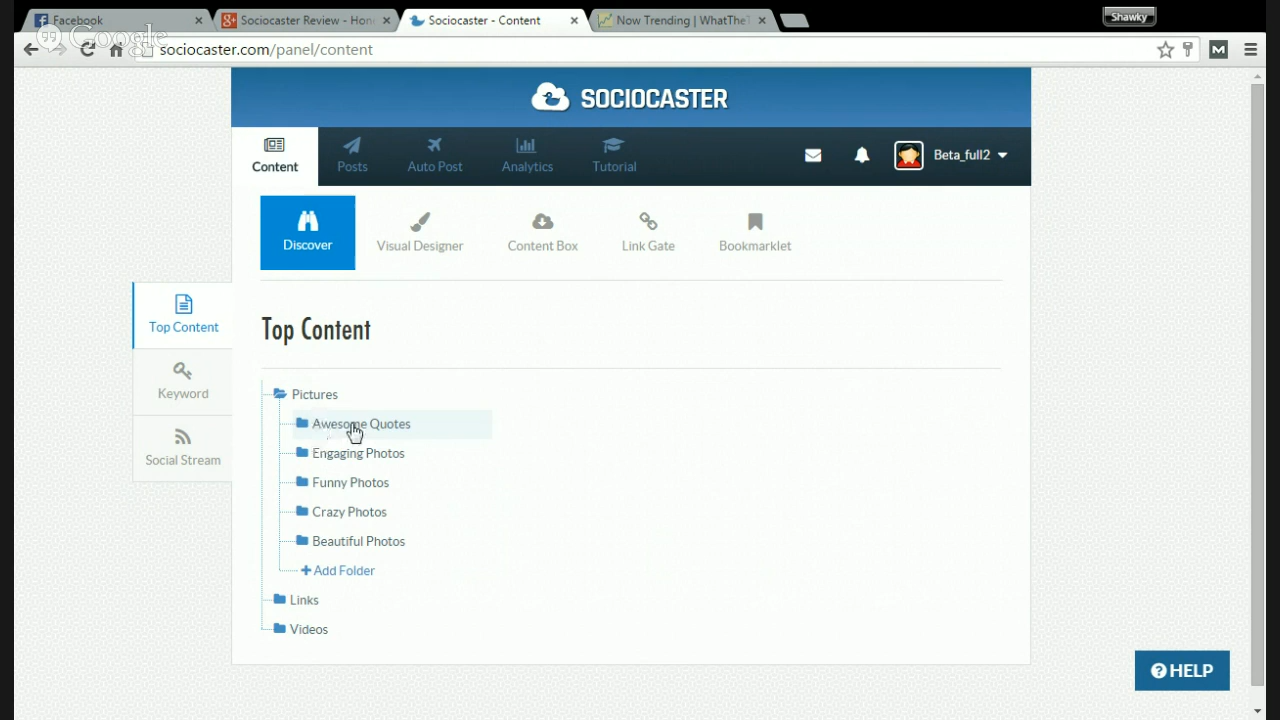 Facebook
Sociocaster Review - Hon
Sociocaster - Content
Now Trending | WhatTheT
Shawky
Google
sociocaster.com/panel/content
M
SOCIOCASTER
Content
Posts
Auto Post
Analytics
Tutorial
Beta_full2
Discover
Visual Designer
Content Box
Link Gate
Bookmarklet
Top Content
Keyword
Social Stream
Top Content
Pictures
Awesome Quotes
Engaging Photos
Funny Photos
Crazy Photos
Beautiful Photos
+ Add Folder
Links
Videos
? HELP